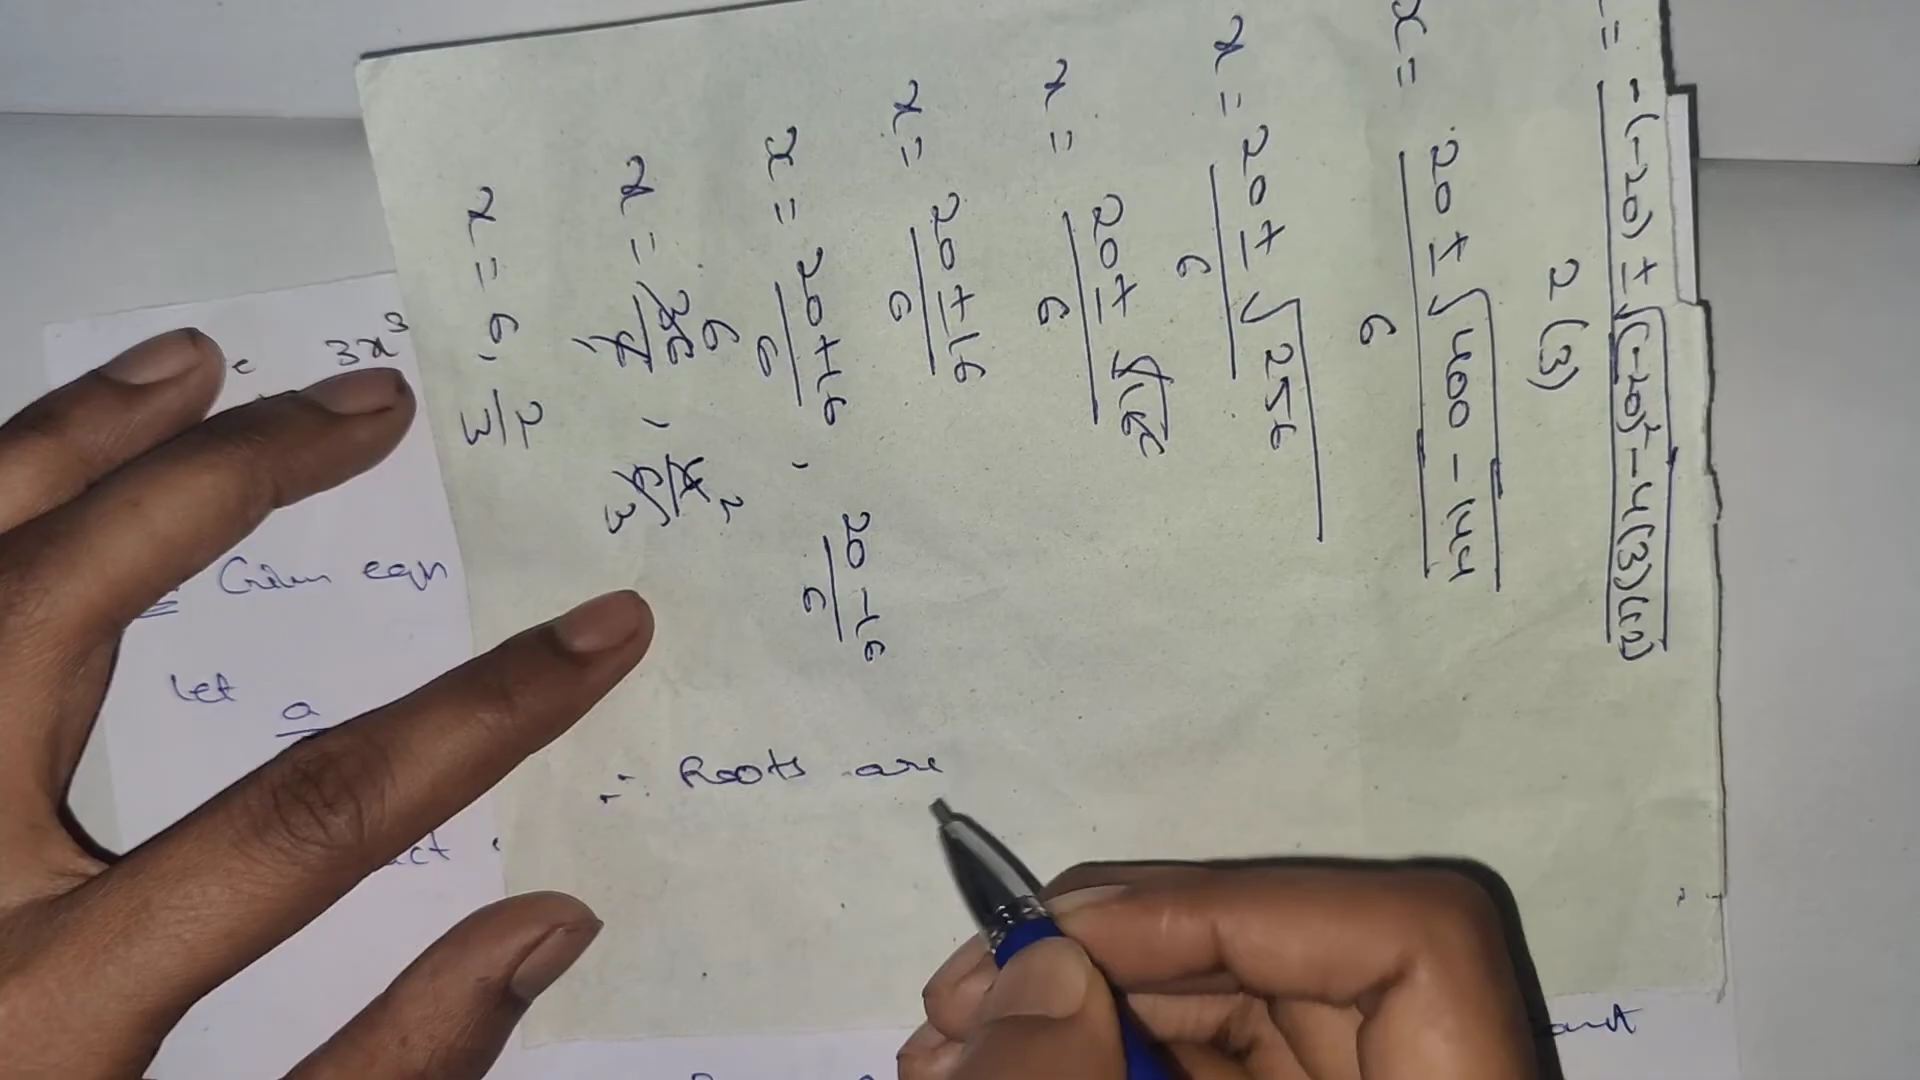 = -(-20) ± √(-20)² - 4(3)(12) / 2(3)
x = 20 ± √400 - 144 / 6
x = 20 ± √256 / 6
x = 20 ± / 6
x = 20 ± 16 / 6
x = 20 + 16 / 6 , 20 - 16 / 6
x = 36 / 6 , 4 / 6
x = 6, 2/3
∴ Roots are
3x
Given eqn
Let a